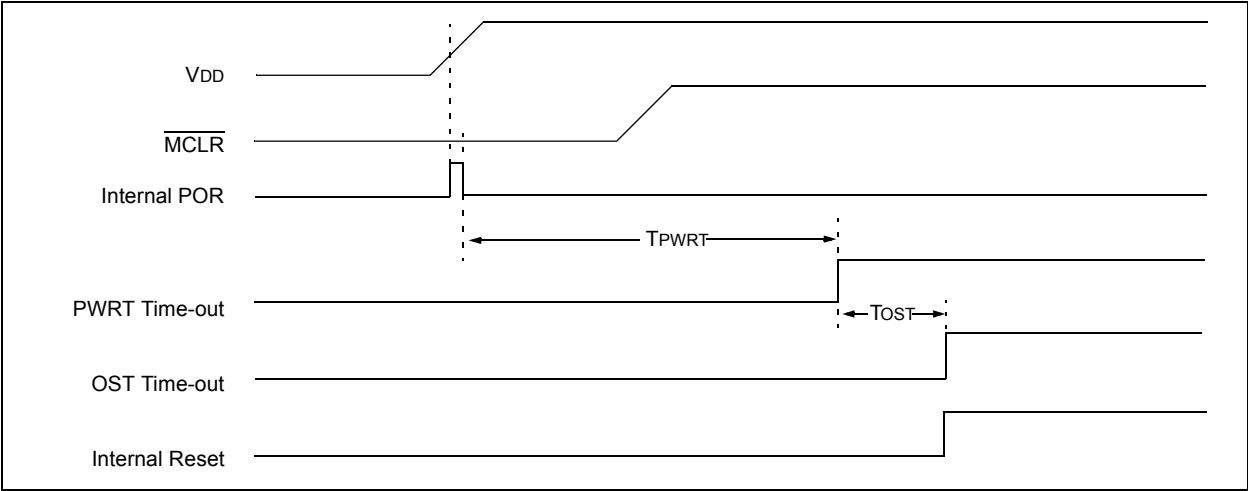 VDD
MCLR
Internal POR
TPWRT
PWRT Time-out
TOST
OST Time-out
Internal Reset